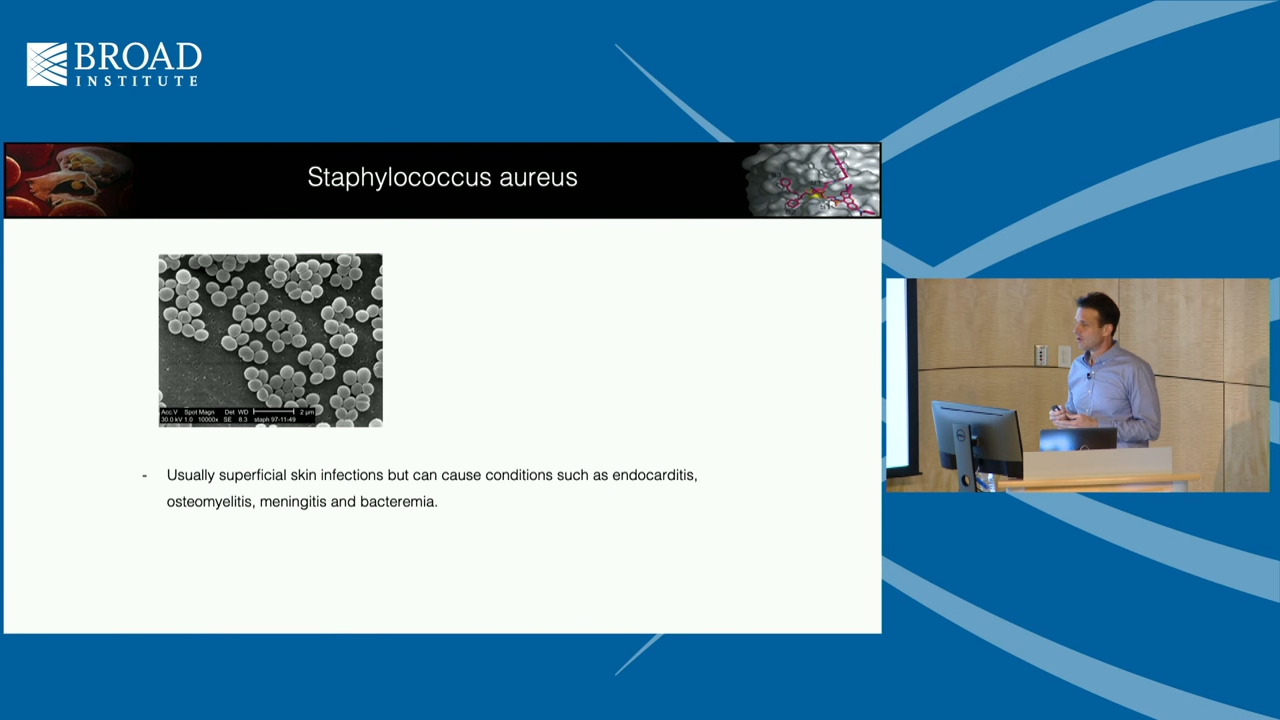 BROAD
INSTITUTE
Staphylococcus aureus
Acc.V Spot Magn Det WD 2 µm
30.0 kV 1.0 10000x SE 8.3 staph 97-11-49
- Usually superficial skin infections but can cause conditions such as endocarditis,
osteomyelitis, meningitis and bacteremia.
DELL